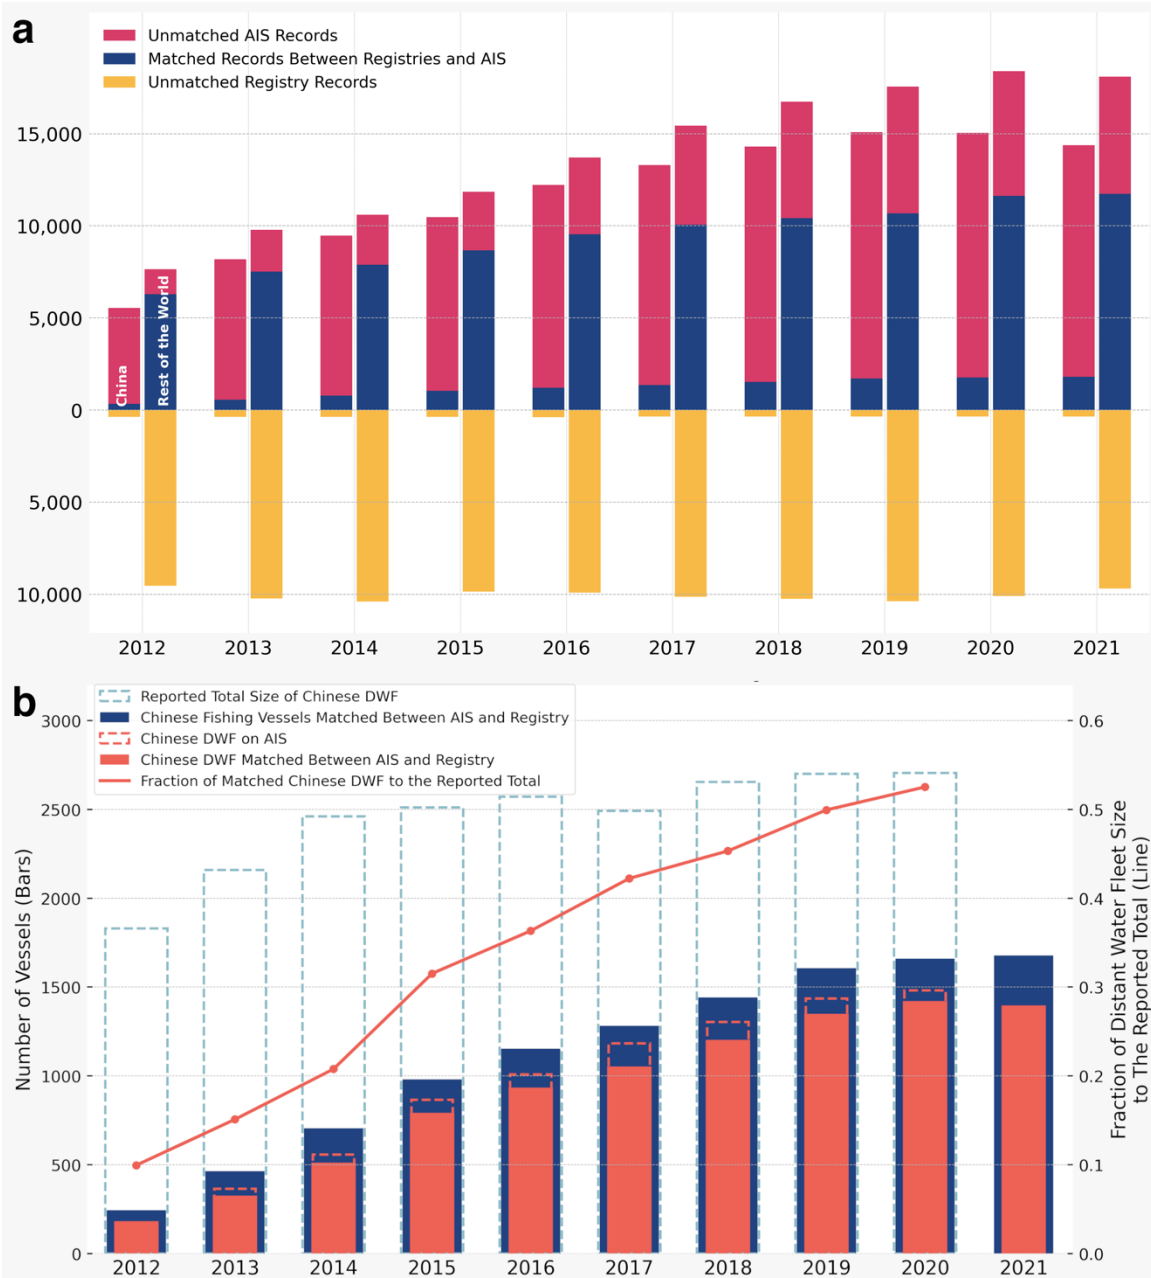 a
Unmatched AIS Records
Matched Records Between Registries and AIS
Unmatched Registry Records
15,000
10,000
5,000
0
5,000
10,000
China
Rest of the World
2012 2013 2014 2015 2016 2017 2018 2019 2020 2021
b
Reported Total Size of Chinese DWF
Chinese Fishing Vessels Matched Between AIS and Registry
Chinese DWF on AIS
Chinese DWF Matched Between AIS and Registry
Fraction of Matched Chinese DWF to the Reported Total
Number of Vessels (Bars)
3000
2500
2000
1500
1000
500
0
0.6
0.5
0.4
0.3
0.2
0.1
0.0
Fraction of Distant Water Fleet Size
to The Reported Total (Line)
2012 2013 2014 2015 2016 2017 2018 2019 2020 2021